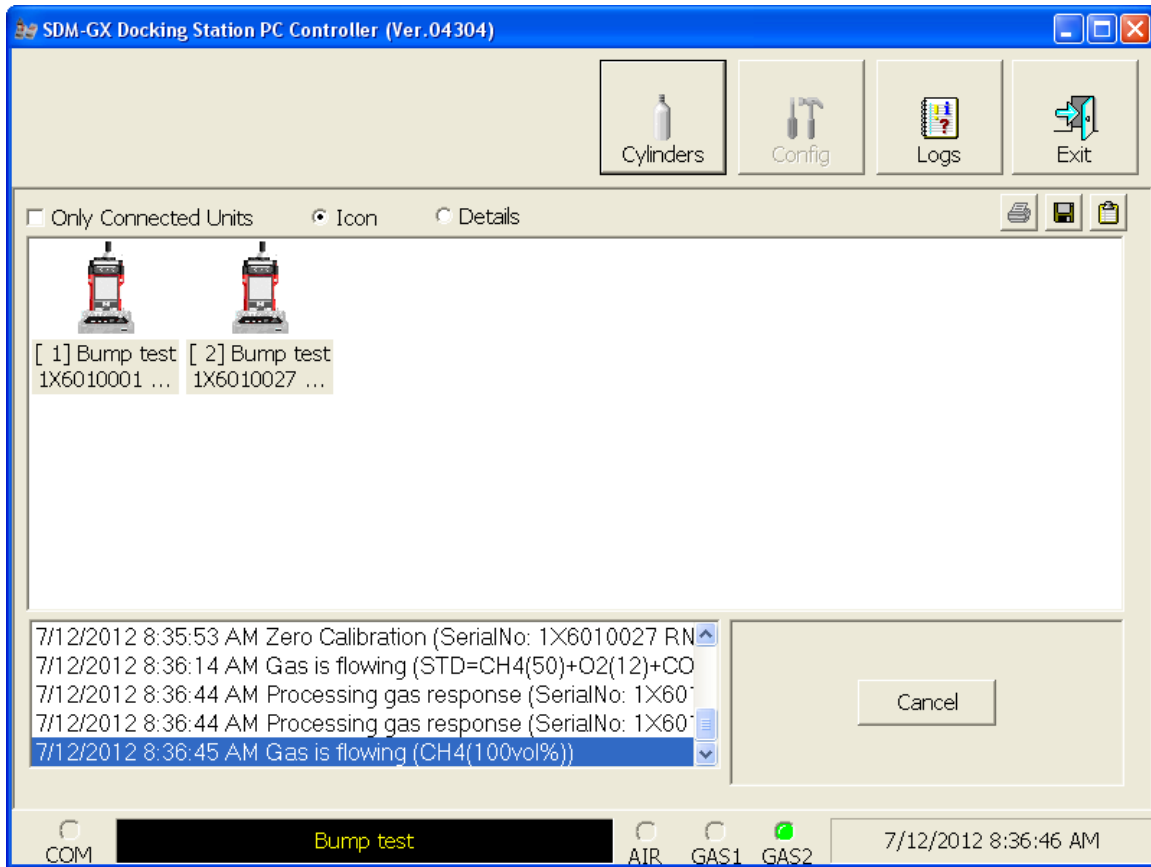 SDM-GX Docking Station PC Controller (Ver.04304)
Cylinders
Config
Logs
Exit
Only Connected Units
Icon
Details
[ 1] Bump test
1X6010001 ...
[ 2] Bump test
1X6010027 ...
7/12/2012 8:35:53 AM Zero Calibration (SerialNo: 1X6010027 RN
7/12/2012 8:36:14 AM Gas is flowing (STD=CH4(50)+O2(12)+CO
7/12/2012 8:36:44 AM Processing gas response (SerialNo: 1X601
7/12/2012 8:36:44 AM Processing gas response (SerialNo: 1X601
7/12/2012 8:36:45 AM Gas is flowing (CH4(100vol%))
Cancel
COM
Bump test
AIR
GAS1
GAS2
7/12/2012 8:36:46 AM